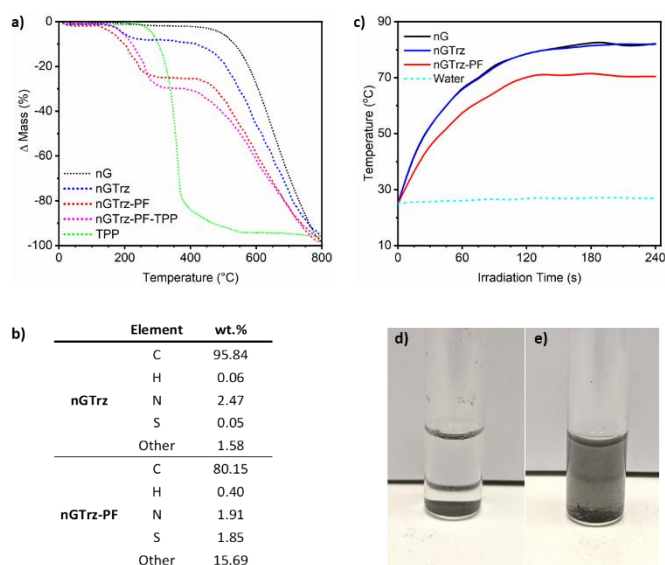 a)
0
-20
-40
-60
-80
-100
Δ Mass (%)
nG
nGTrz
nGTrz-PF
nGTrz-PF-TPP
TPP
0 200 400 600 800
Temperature (°C)
c)
90
70
50
30
10
Temperature (°C)
nG
nGTrz
nGTrz-PF
Water
0 60 120 180 240
Irradiation Time (s)
b)
Element wt.%
nGTrz
C 95.84
H 0.06
N 2.47
S 0.05
Other 1.58
nGTrz-PF
C 80.15
H 0.40
N 1.91
S 1.85
Other 15.69
d)
e)